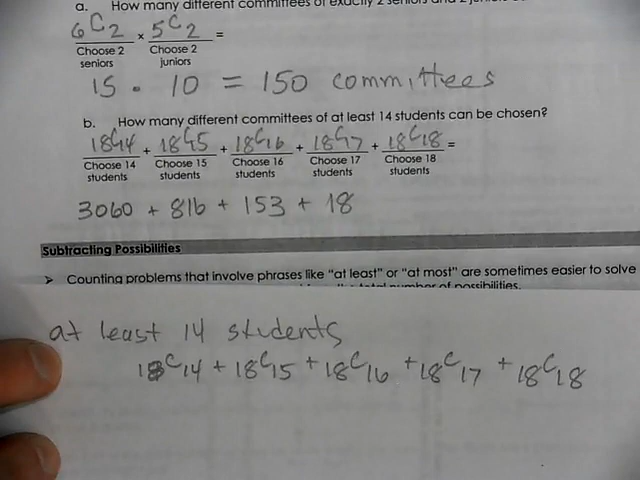 a. How many different committees of exactly 2 seniors and 2 juniors
6C2 × 5C2 =
Choose 2 Choose 2
seniors juniors
15 · 10 = 150 committees
b. How many different committees of at least 14 students can be chosen?
18C14 + 18C15 + 18C16 + 18C17 + 18C18 =
Choose 14 Choose 15 Choose 16 Choose 17 Choose 18
students students students students students
3060 + 816 + 153 + 18
Subtracting Possibilities
➢ Counting problems that involve phrases like “at least” or “at most” are sometimes easier to solve
total number of possibilities.
at least 14 students
18C14 + 18C15 + 18C16 + 18C17 + 18C18